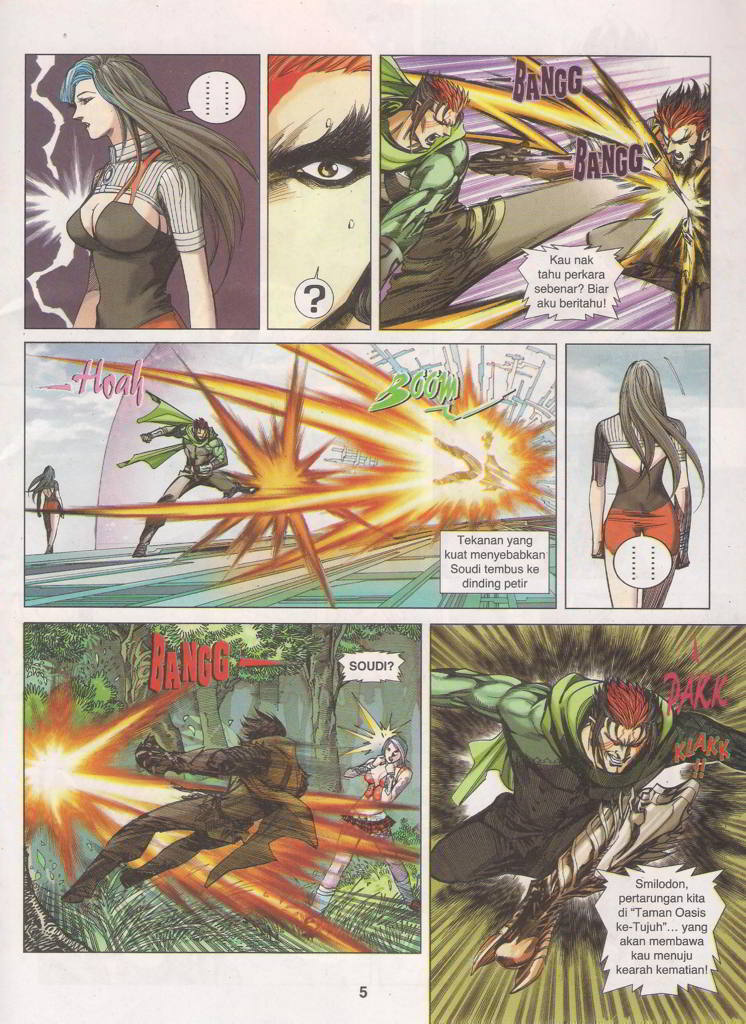 ?
BANGG
BANGG
Kau nak
tahu perkara
sebenar? Biar
aku beritahu!
Hoah
BOOM
Tekanan yang
kuat menyebabkan
Soudi tembus ke
dinding petir
BANGG
SOUDI?
PAKK
KLAKK
!!
Smilodon,
pertarungan kita
di “Taman Oasis
ke-Tujuh”... yang
akan membawa
kau menuju
kearah kematian!
5